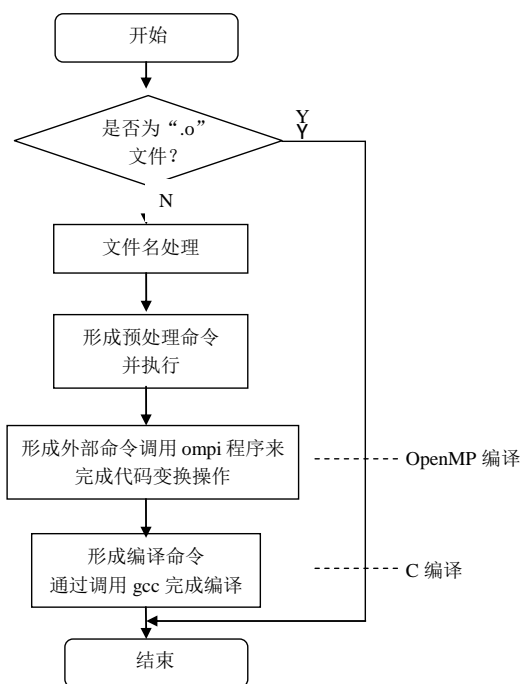 开始
是否为“.o”
文件？
Y
Y
N
文件名处理
形成预处理命令
并执行
形成外部命令调用 ompi 程序来
完成代码变换操作
OpenMP 编译
形成编译命令
通过调用 gcc 完成编译
C 编译
结束